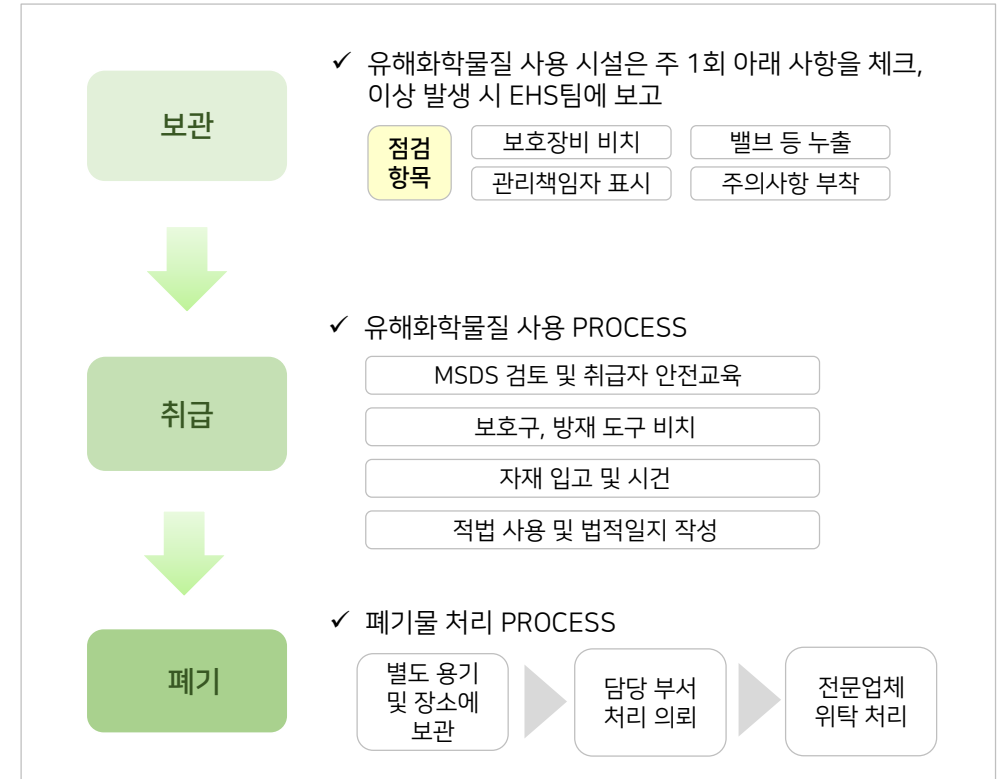 보관
✓ 유해화학물질 사용 시설은 주 1회 아래 사항을 체크,
이상 발생 시 EHS팀에 보고
점검
항목
보호장비 비치
밸브 등 누출
관리책임자 표시
주의사항 부착
취급
✓ 유해화학물질 사용 PROCESS
MSDS 검토 및 취급자 안전교육
보호구, 방재 도구 비치
자재 입고 및 시건
적법 사용 및 법적일지 작성
폐기
✓ 폐기물 처리 PROCESS
별도 용기
및 장소에
보관
담당 부서
처리 의뢰
전문업체
위탁 처리